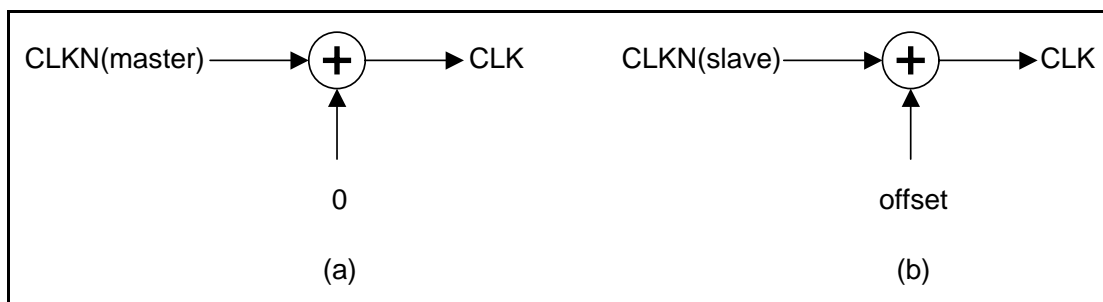 CLKN(master) + CLK
0
(a)
CLKN(slave) + CLK
offset
(b)